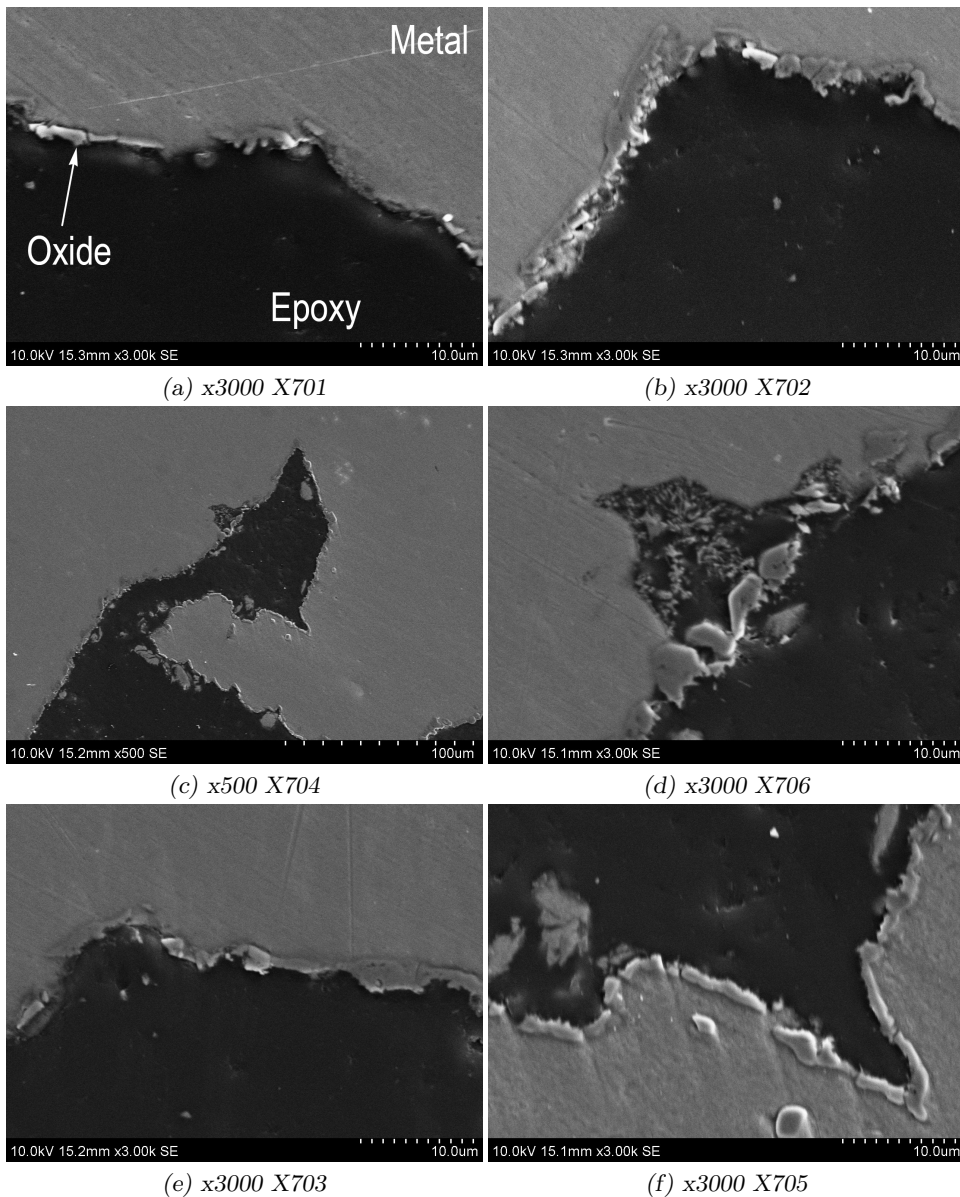 Metal
Oxide
Epoxy
10.0kV 15.3mm x3.00k SE 10.0um
10.0kV 15.3mm x3.00k SE 10.0um
(a) x3000 X701
(b) x3000 X702
10.0kV 15.2mm x500 SE 100um
10.0kV 15.1mm x3.00k SE 10.0um
(c) x500 X704
(d) x3000 X706
10.0kV 15.2mm x3.00k SE 10.0um
10.0kV 15.1mm x3.00k SE 10.0um
(e) x3000 X703
(f) x3000 X705